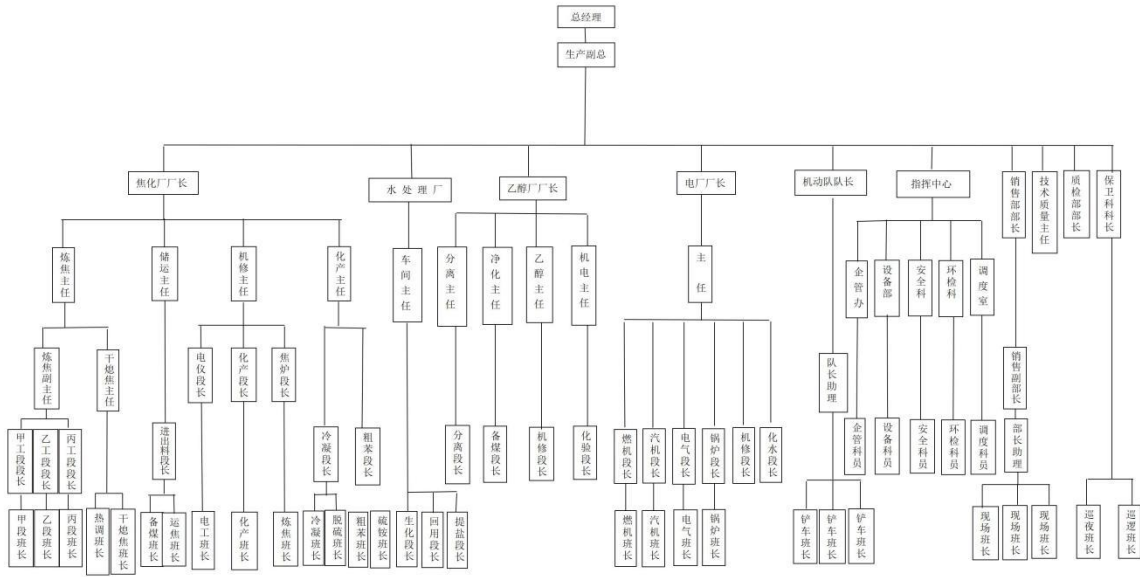 总经理
生产副总
焦化厂厂长
水处理厂
乙醇厂厂长
电厂厂长
机动队队长
指挥中心
销售部部长
技术质量主任
质检部部长
保卫科科长
炼焦主任
储运主任
机修主任
化产主任
车间主任
分离主任
净化主任
乙醇主任
机电主任
主任
企管办
设备部
安全科
环检科
调度室
炼焦副主任
干熄焦主任
电仪段长
化产段长
焦炉段长
队长助理
销售副部长
甲工段段长
乙工段段长
丙工段段长
进出料段长
冷凝段长
粗苯段长
分离段长
备煤段长
机修段长
化验段长
燃机段长
汽机段长
电气段长
锅炉段长
机修段长
化水段长
企管科员
设备科员
安全科员
环检科员
调度科员
部长助理
甲段班长
乙段班长
丙段班长
热调班长
干熄焦班长
备煤班长
运焦班长
电工班长
化产班长
炼焦班长
冷凝班长
脱硫班长
粗苯班长
硫铵班长
生化段长
回用段长
提盐段长
燃机班长
汽机班长
电气班长
锅炉班长
铲车班长
铲车班长
铲车班长
现场班长
现场班长
现场班长
巡夜班长
巡逻班长